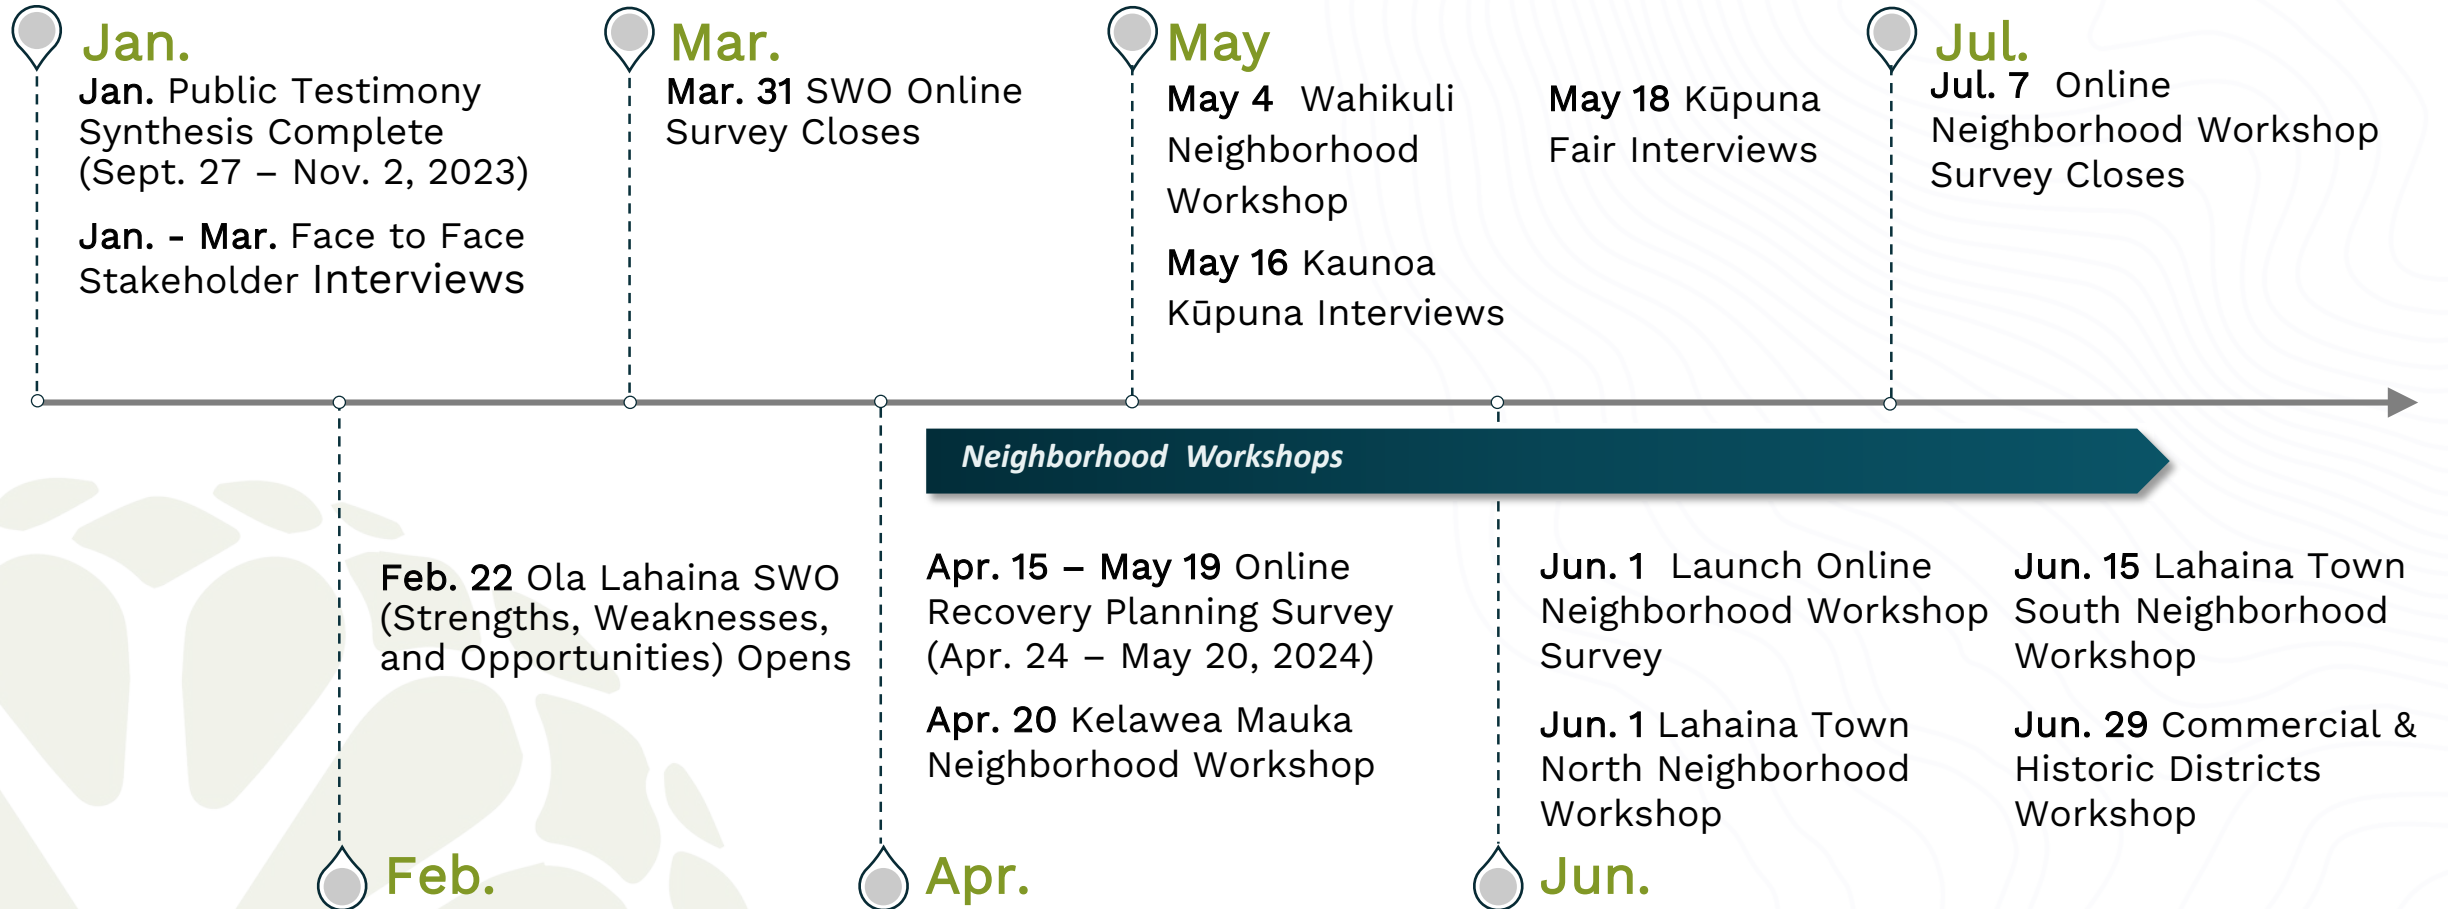 Jan.
Jan. Public Testimony
Synthesis Complete
(Sept. 27 – Nov. 2, 2023)
Jan. - Mar. Face to Face
Stakeholder Interviews
Mar.
Mar. 31 SWO Online
Survey Closes
May
May 4 Wahikuli
Neighborhood
Workshop
May 16 Kaunoa
Kūpuna Interviews
May 18 Kūpuna
Fair Interviews
Jul.
Jul. 7 Online
Neighborhood Workshop
Survey Closes
Neighborhood Workshops
Feb. 22 Ola Lahaina SWO
(Strengths, Weaknesses,
and Opportunities) Opens
Feb.
Apr. 15 – May 19 Online
Recovery Planning Survey
(Apr. 24 – May 20, 2024)
Apr. 20 Kelawea Mauka
Neighborhood Workshop
Apr.
Jun. 1 Launch Online
Neighborhood Workshop
Survey
Jun. 1 Lahaina Town
North Neighborhood
Workshop
Jun. 15 Lahaina Town
South Neighborhood
Workshop
Jun. 29 Commercial &
Historic Districts
Workshop
Jun.